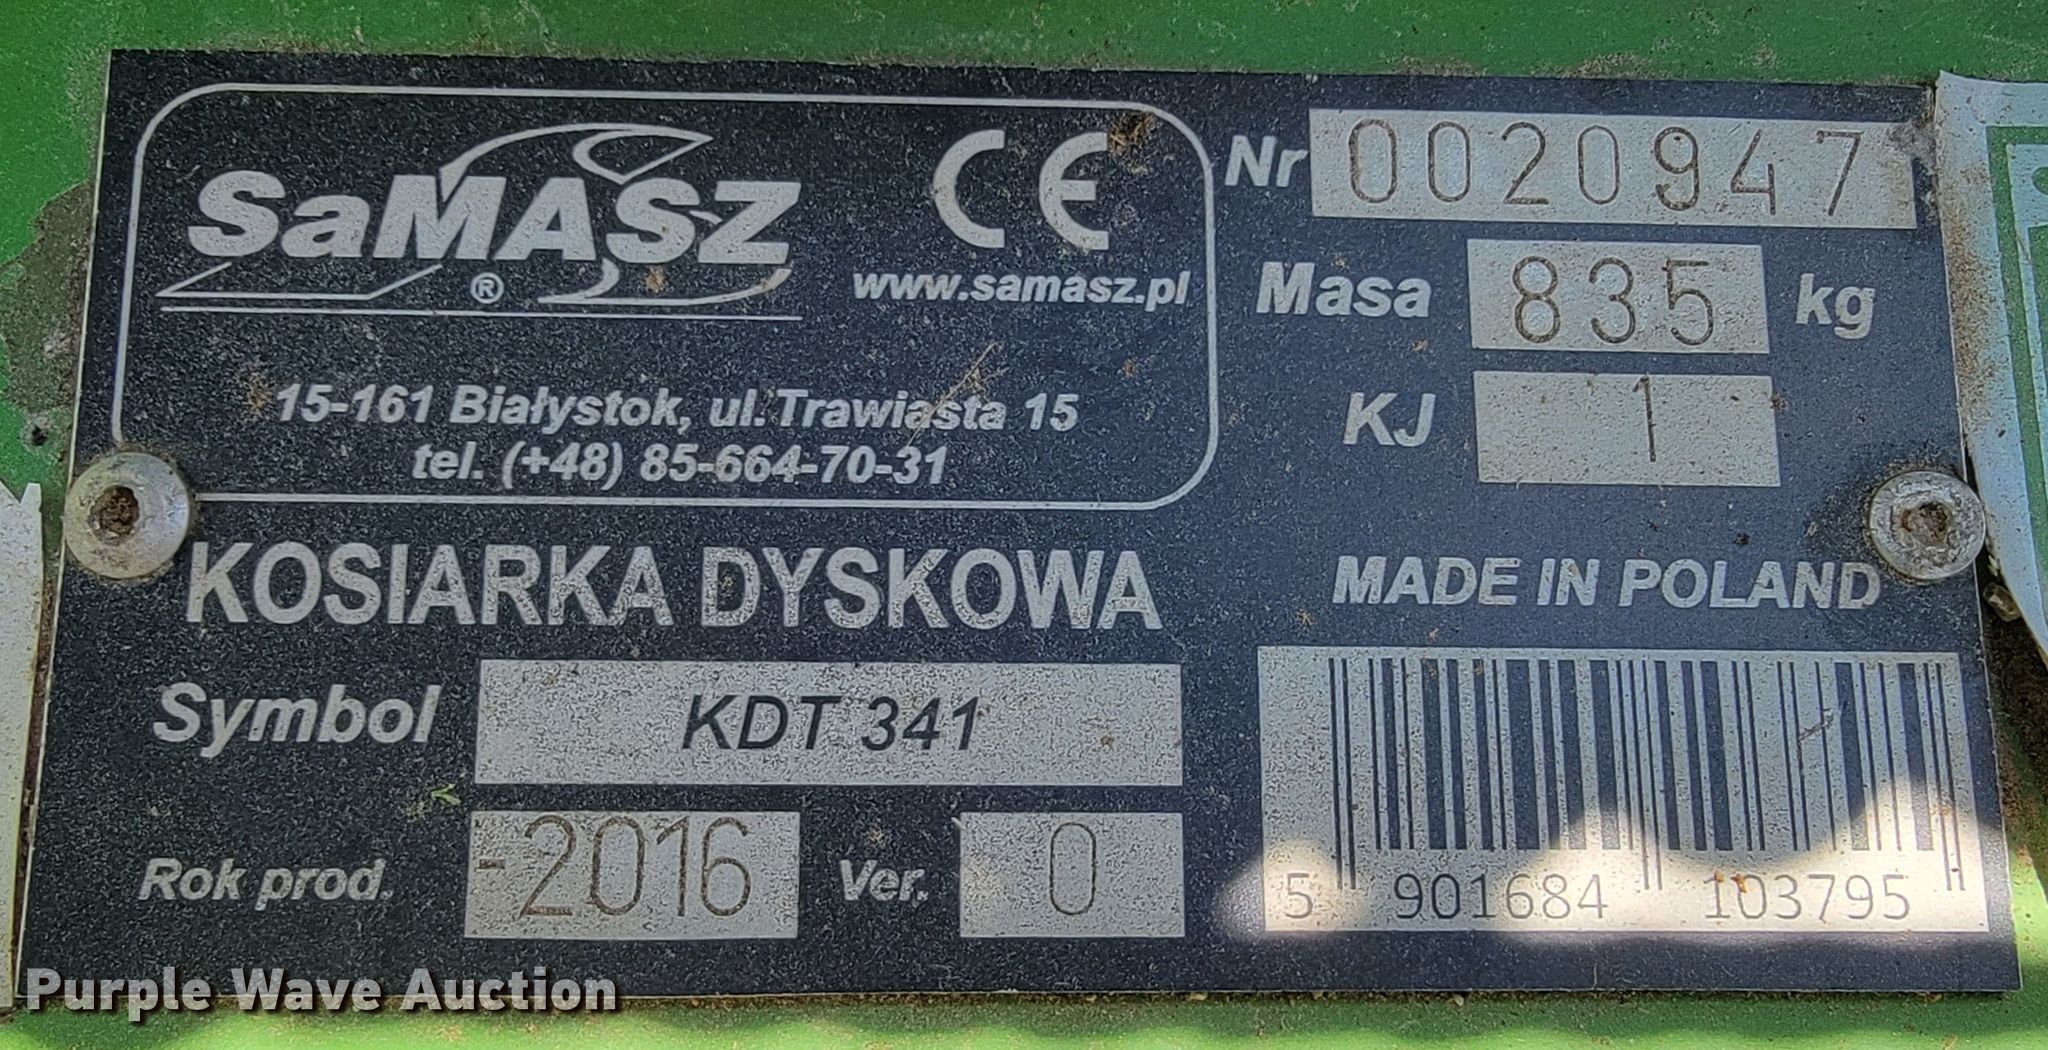 SaMASZ
®
CE
www.samasz.pl
15-161 Białystok, ul. Trawiasta 15
tel. (+48) 85-664-70-31
Nr 0020947
Masa 835 kg
KJ 1
KOSIARKA DYSKOWA
MADE IN POLAND
Symbol KDT 341
Rok prod. -2016 Ver. 0
5 901684 103795
Purple Wave Auction